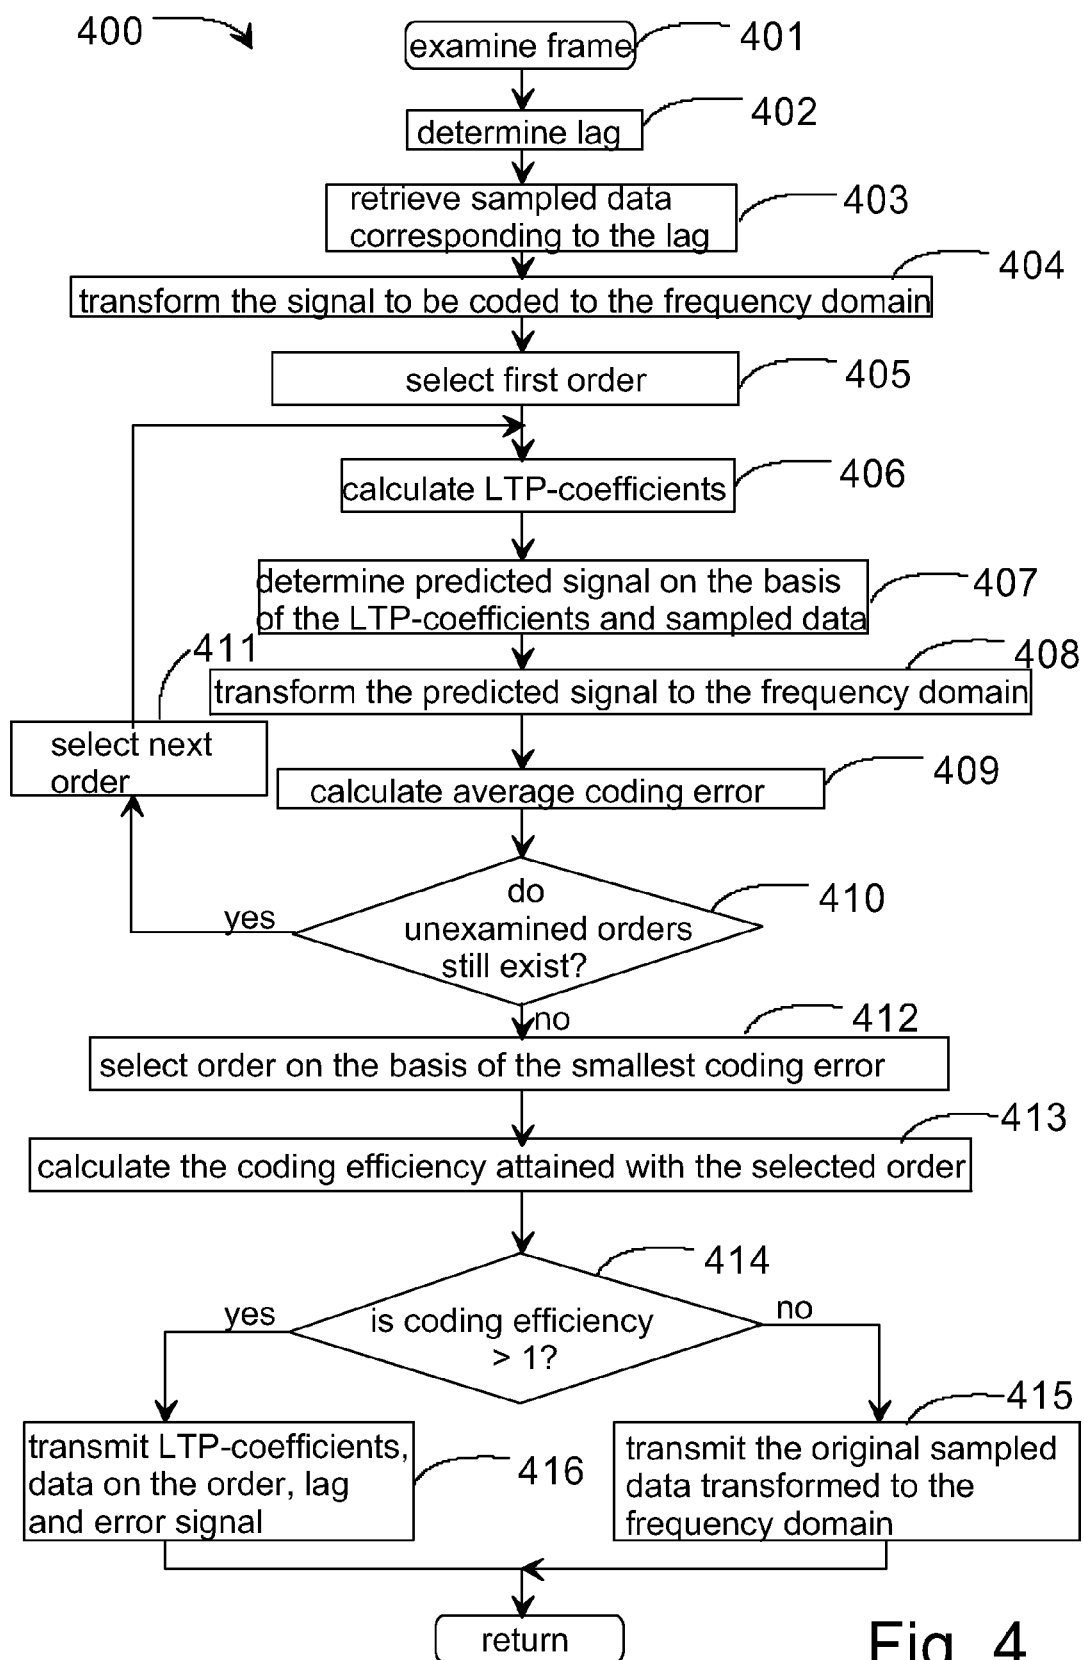 400
examine frame
401
determine lag
402
retrieve sampled data
corresponding to the lag
403
transform the signal to be coded to the frequency domain
404
select first order
405
calculate LTP-coefficients
406
determine predicted signal on the basis
of the LTP-coefficients and sampled data
407
transform the predicted signal to the frequency domain
408
411
select next
order
calculate average coding error
409
do
unexamined orders
still exist?
410
yes
no
select order on the basis of the smallest coding error
412
calculate the coding efficiency attained with the selected order
413
is coding efficiency
> 1?
414
yes
no
transmit LTP-coefficients,
data on the order, lag
and error signal
416
transmit the original sampled
data transformed to the
frequency domain
415
return
Fig. 4